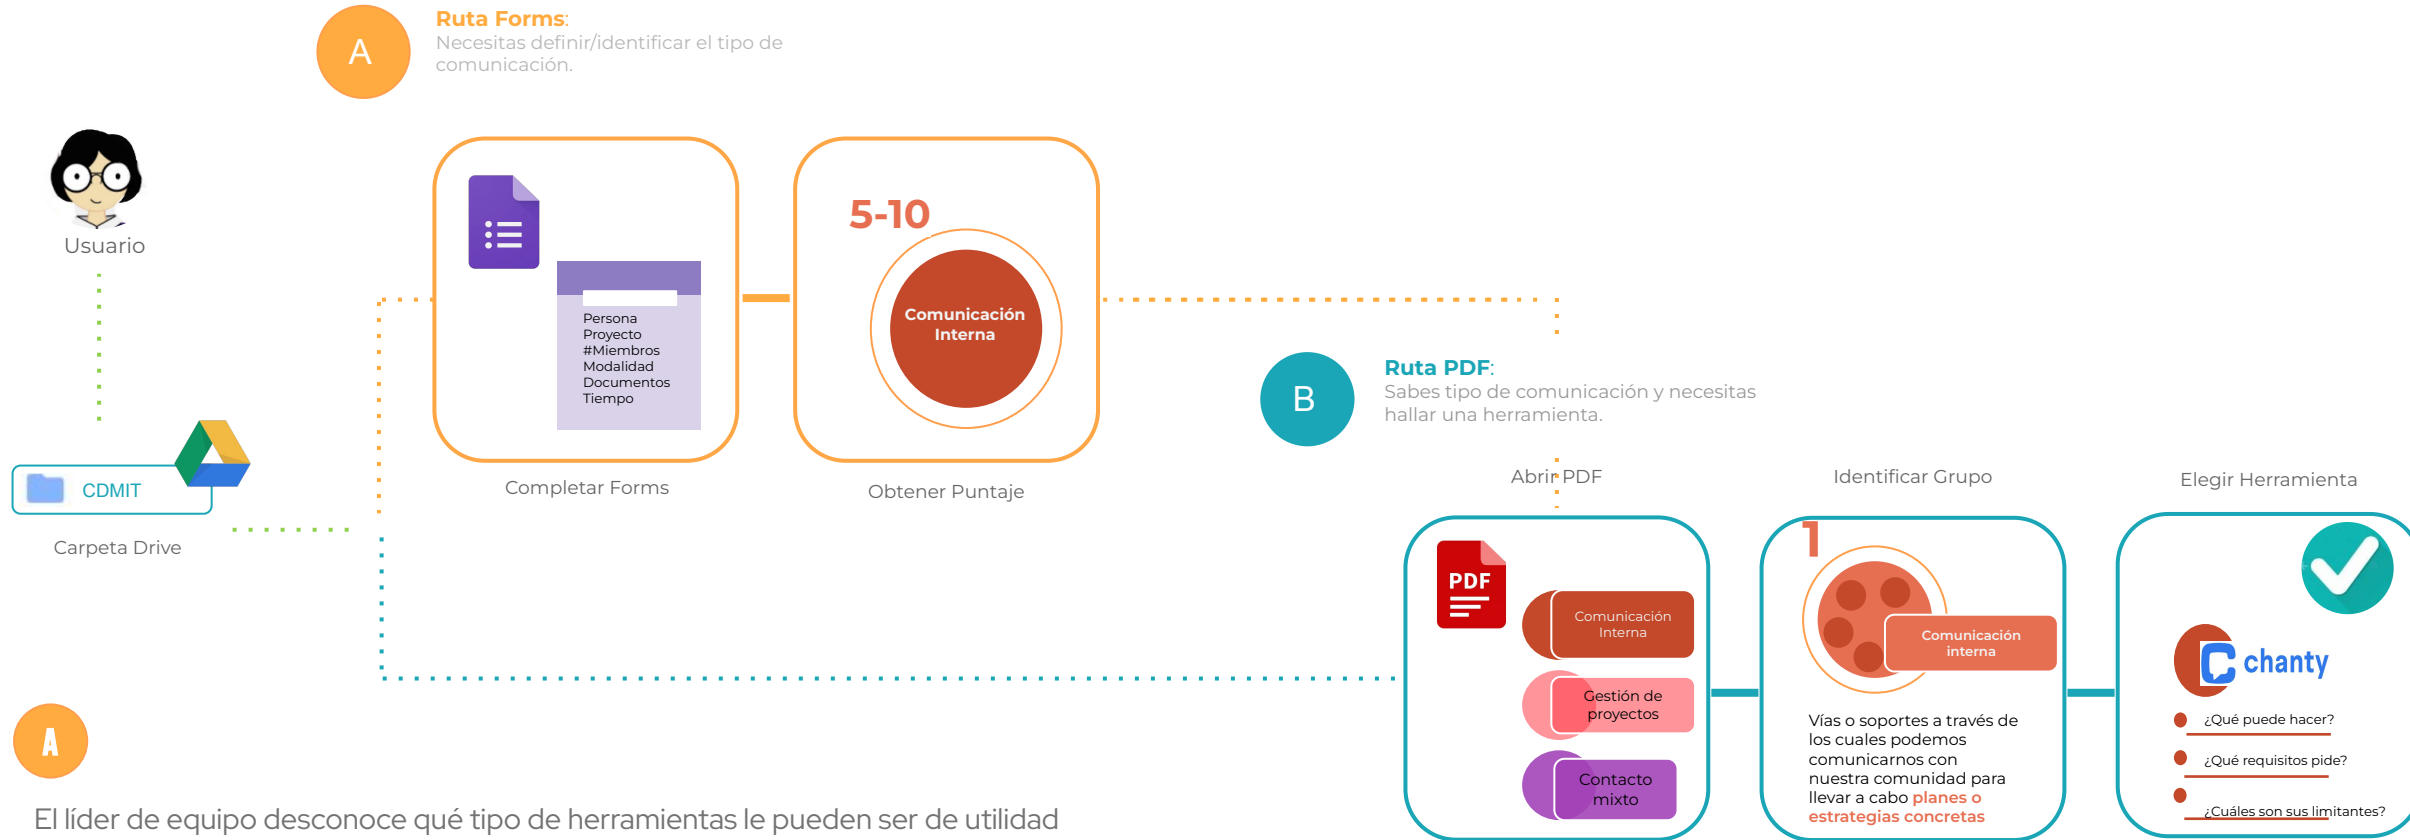 A
Ruta Forms:
Necesitas definir/identificar el tipo de
comunicación.
Usuario
CDMIT
Carpeta Drive
Persona
Proyecto
#Miembros
Modalidad
Documentos
Tiempo
Completar Forms
5-10
Comunicación
Interna
Obtener Puntaje
B
Ruta PDF:
Sabes tipo de comunicación y necesitas
hallar una herramienta.
Abrir PDF
PDF
Comunicación
Interna
Gestión de
proyectos
Contacto
mixto
Identificar Grupo
1
Comunicación
interna
Vías o soportes a través de
los cuales podemos
comunicarnos con
nuestra comunidad para
llevar a cabo planes o
estrategias concretas
Elegir Herramienta
chanty
¿Qué puede hacer?
¿Qué requisitos pide?
¿Cuáles son sus limitantes?
A
El líder de equipo desconoce qué tipo de herramientas le pueden ser de utilidad